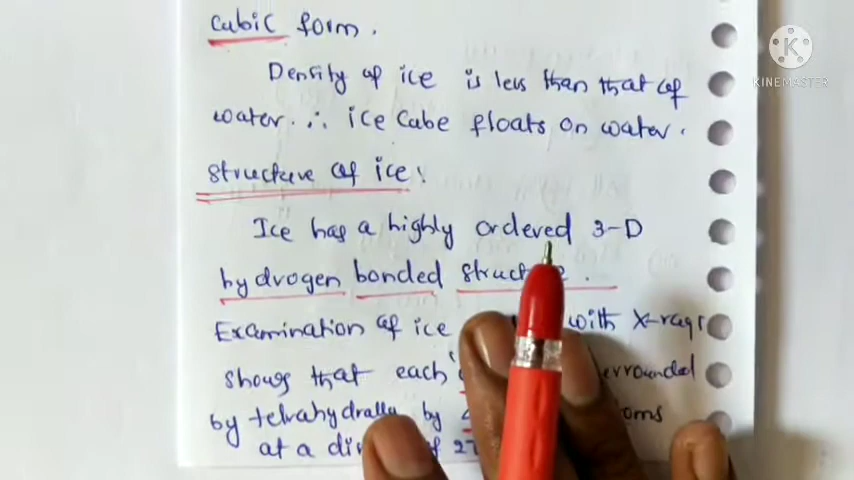 cubic form.
Density of ice is less than that of
water. ∴ ice cube floats on water.
structure of ice:
Ice has a highly ordered 3-D
hydrogen bonded structure.
Examination of ice with x-rays
shows that each
by tetrahydrally by
at a of 27
K
KINEMASTER